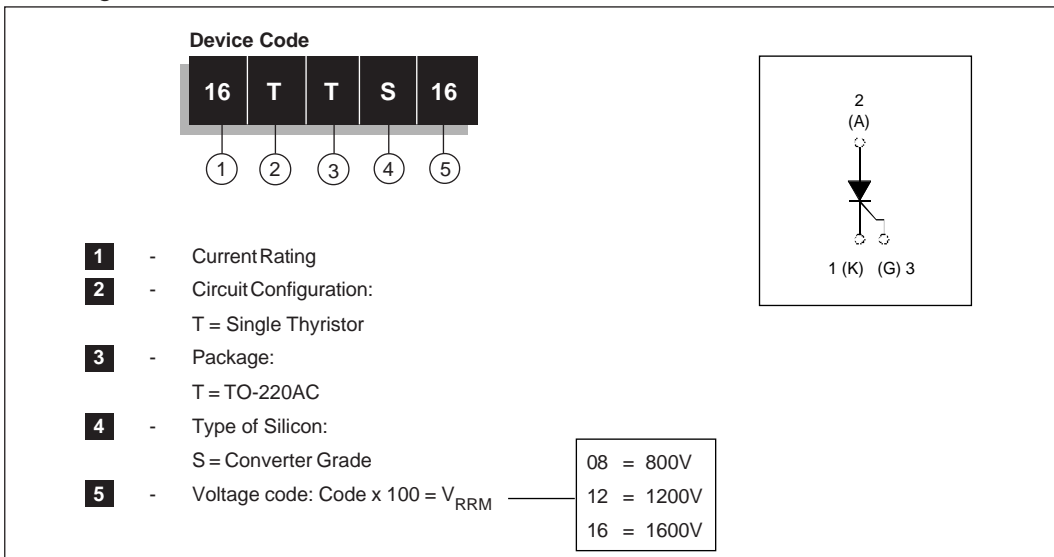 Device Code
16 T T S 16
1 2 3 4 5
2
(A)
1 (K) (G) 3
1 - Current Rating
2 - Circuit Configuration:
T = Single Thyristor
3 - Package:
T = TO-220AC
4 - Type of Silicon:
S = Converter Grade
5 - Voltage code: Code x 100 = VRRM
08 = 800V
12 = 1200V
16 = 1600V